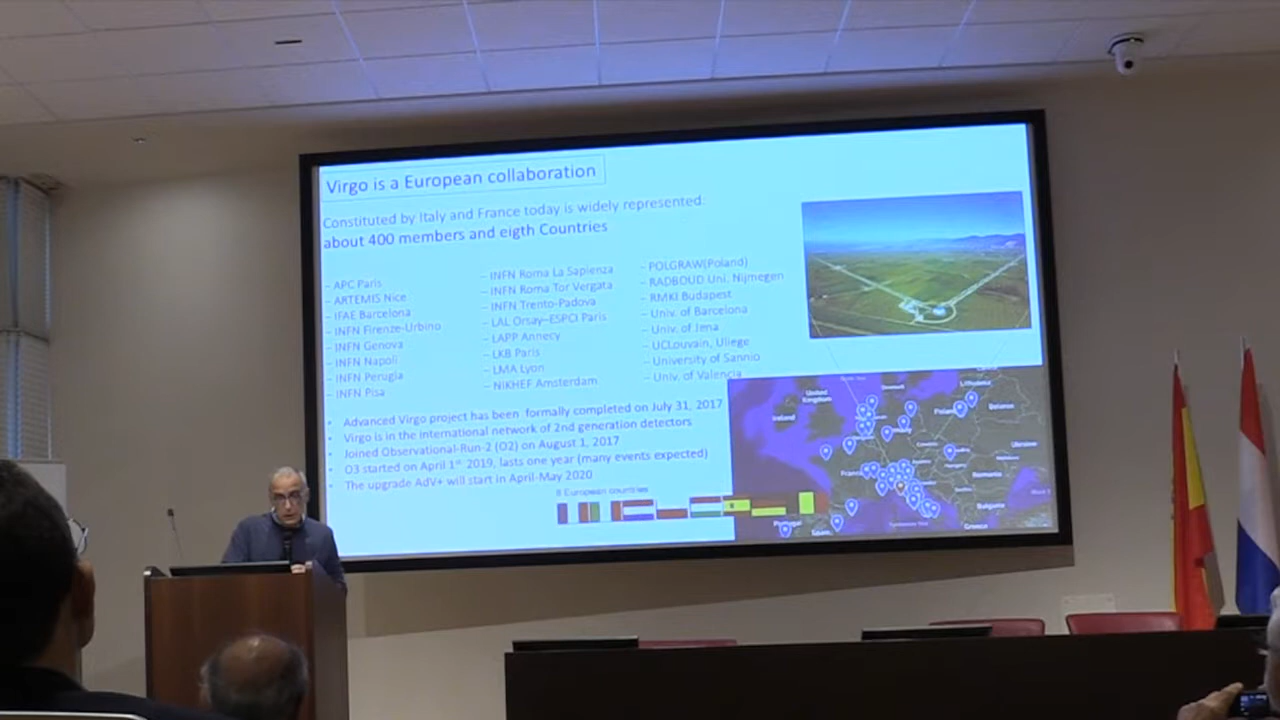 Virgo is a European collaboration
Constituted by Italy and France today is widely represented:
about 400 members and eigth Countries
– APC Paris
– ARTEMIS Nice
– IFAE Barcelona
– INFN Firenze-Urbino
– INFN Genova
– INFN Napoli
– INFN Perugia
– INFN Pisa
– INFN Roma La Sapienza
– INFN Roma Tor Vergata
– INFN Trento-Padova
– LAL Orsay–ESPCI Paris
– LAPP Annecy
– LKB Paris
– LMA Lyon
– NIKHEF Amsterdam
– POLGRAW(Poland)
– RADBOUD Uni. Nijmegen
– RMKI Budapest
– Univ. of Barcelona
– Univ. of Jena
– UCLouvain, Uliege
– University of Sannio
– Univ. of Valencia
• Advanced Virgo project has been formally completed on July 31, 2017
• Virgo is in the international network of 2nd generation detectors
• Joined Observational-Run-2 (O2) on August 1, 2017
• O3 started on April 1st 2019, lasts one year (many events expected)
• The upgrade AdV+ will start in April-May 2020
8 European countries
United
Kingdom
Ireland
Lithuania
Poland
Belarus
Ukraine
France
Romania
Bulgaria
Greece
Portugal
Spain